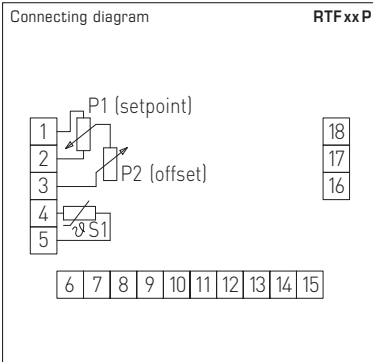 Connecting diagram RTF xx P
P1 (setpoint)
1
2
3
4
5
P2 (offset)
ϑ S1
18
17
16
6 7 8 9 10 11 12 13 14 15